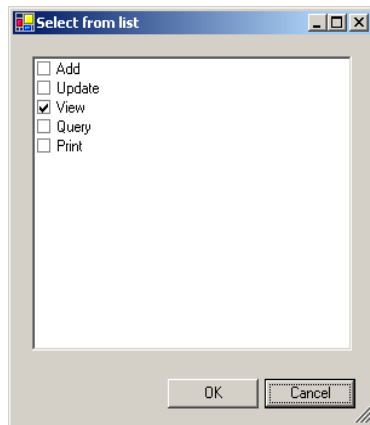 Select from list
Add
Update
View
Query
Print
OK
Cancel